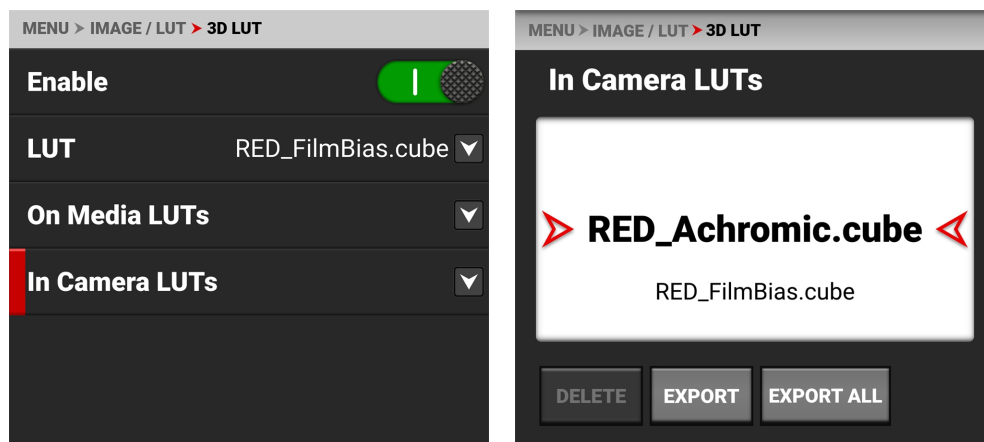 MENU > IMAGE / LUT > 3D LUT
Enable
LUT RED_FilmBias.cube
On Media LUTs
In Camera LUTs
MENU > IMAGE / LUT > 3D LUT
In Camera LUTs
RED_Achromic.cube
RED_FilmBias.cube
DELETE EXPORT EXPORT ALL